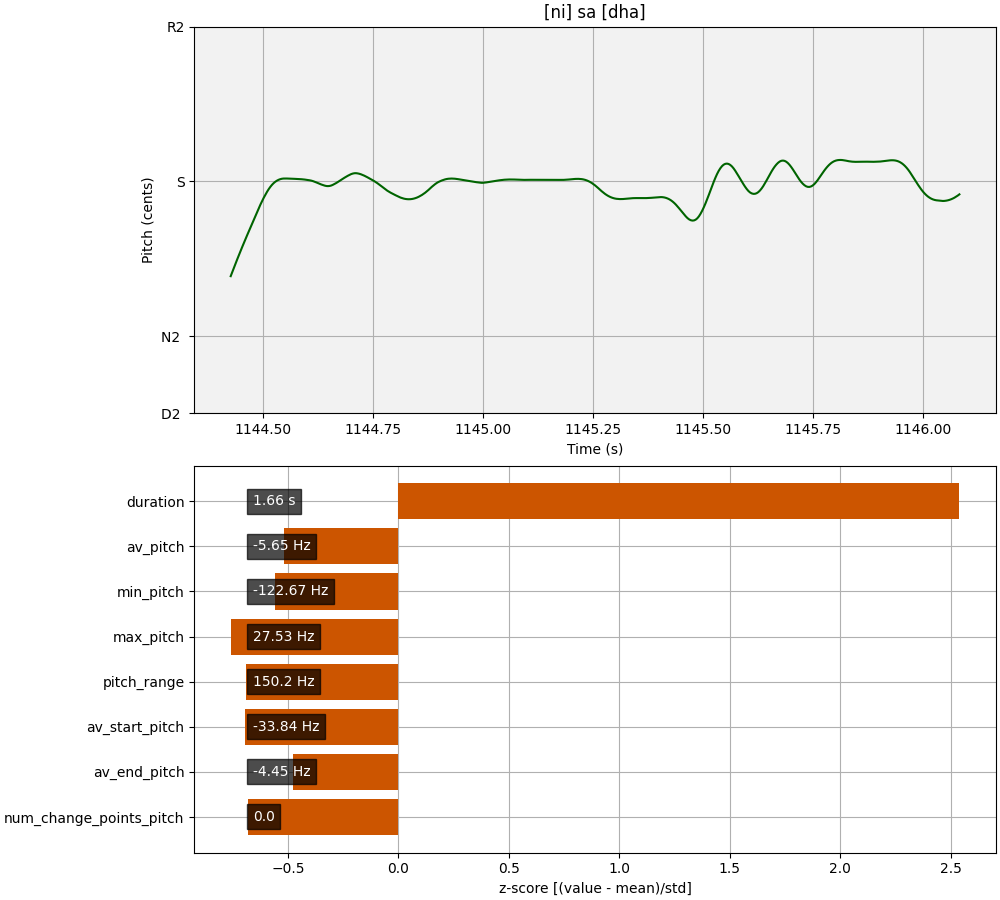 [ni] sa [dha]
R2
S
N2
D2
Pitch (cents)
1144.50 1144.75 1145.00 1145.25 1145.50 1145.75 1146.00
Time (s)
duration 1.66 s
av_pitch -5.65 Hz
min_pitch -122.67 Hz
max_pitch 27.53 Hz
pitch_range 150.2 Hz
av_start_pitch -33.84 Hz
av_end_pitch -4.45 Hz
num_change_points_pitch 0.0
−0.5 0.0 0.5 1.0 1.5 2.0 2.5
z-score [(value - mean)/std]